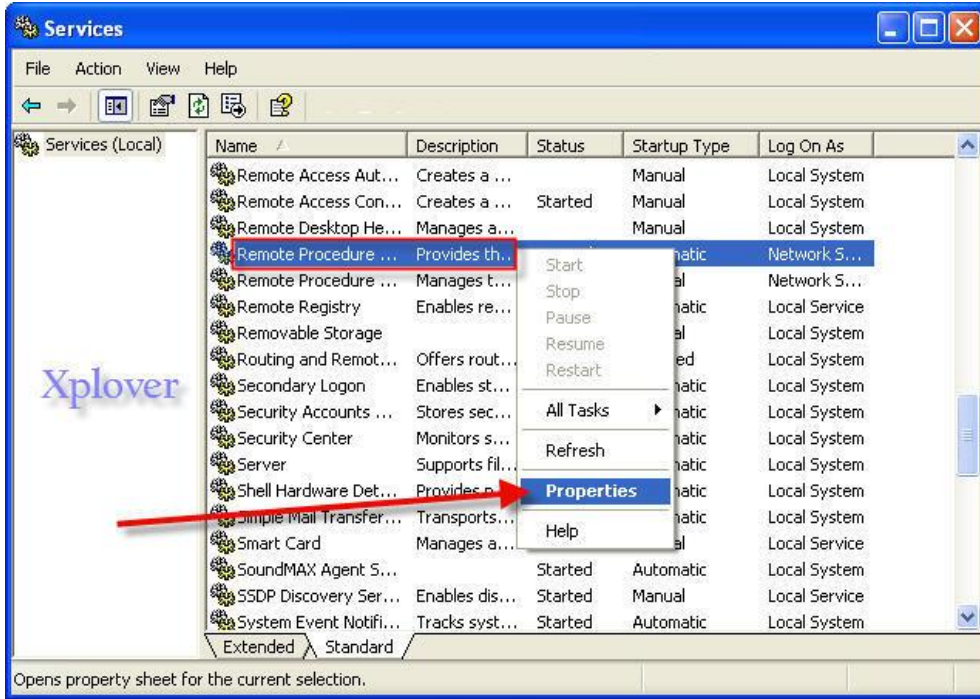 Services
File Action View Help
Services (Local)
Name Description Status Startup Type Log On As
Remote Access Aut... Creates a ... Manual Local System
Remote Access Con... Creates a ... Started Manual Local System
Remote Desktop He... Manages a... Manual Local System
Remote Procedure ... Provides th... Network S...
Remote Procedure ... Manages t... Network S...
Remote Registry Enables re... Local Service
Removable Storage Local System
Routing and Remot... Offers rout... Local System
Secondary Logon Enables st... Local System
Security Accounts ... Stores sec... Local System
Security Center Monitors s... Local System
Server Supports fil... Local System
Shell Hardware Det... Provides n... Local System
Simple Mail Transfer... Transports... Local System
Smart Card Manages a... Local Service
SoundMAX Agent S... Started Automatic Local System
SSDP Discovery Ser... Enables dis... Started Manual Local Service
System Event Notifi... Tracks syst... Started Automatic Local System
Start
Stop
Pause
Resume
Restart
All Tasks
Refresh
Properties
Help
Xplover
Extended Standard
Opens property sheet for the current selection.